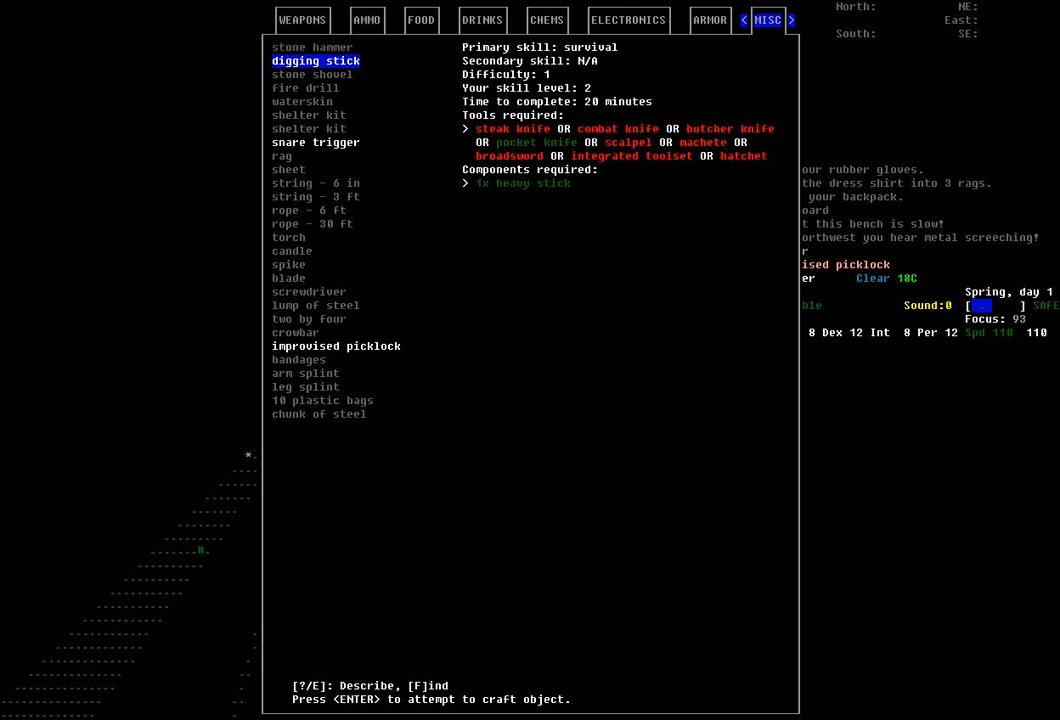 North: NE:
WEAPONS AMMO FOOD DRINKS CHEMS ELECTRONICS ARMOR < MISC >
East:
South: SE:
stone hammer
digging stick
stone shovel
fire drill
waterskin
shelter kit
shelter kit
snare trigger
rag
sheet
string - 6 in
string - 3 ft
rope - 6 ft
rope - 30 ft
torch
candle
spike
blade
screwdriver
lump of steel
two by four
crowbar
improvised picklock
bandages
arm splint
leg splint
10 plastic bags
chunk of steel
Primary skill: survival
Secondary skill: N/A
Difficulty: 1
Your skill level: 2
Time to complete: 20 minutes
Tools required:
> steak knife OR combat knife OR butcher knife
OR pocket knife OR scalpel OR machete OR
broadsword OR integrated toolset OR hatchet
Components required:
> 1x heavy stick
our rubber gloves.
the dress shirt into 3 rags.
your backpack.
oard
t this bench is slow!
orthwest you hear metal screeching!
r
ised picklock
er Clear 18C
Spring, day 1
ble Sound:0 [.. ] SAFE
Focus: 93
8 Dex 12 Int 8 Per 12 Spd 110 110
[?/E]: Describe, [F]ind
Press <ENTER> to attempt to craft object.